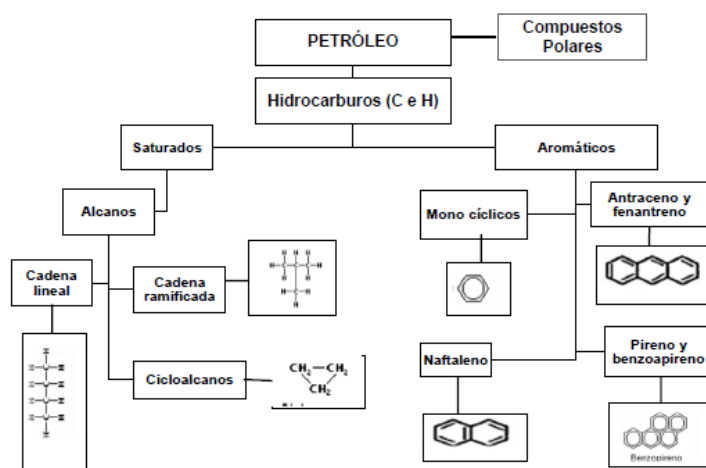 PETRÓLEO
Compuestos
Polares
Hidrocarburos (C e H)
Saturados
Aromáticos
Alcanos
Mono cíclicos
Antraceno y
fenantreno
Cadena
lineal
Cadena
ramificada
H
H H H
H-C-C-C-H
H H
H-C-H
H
H
H-C-H
H-C-H
H-C-H
H-C-H
H
Cicloalcanos
CH2-CH2
CH2
Naftaleno
Pireno y
benzoapireno
Benzopireno